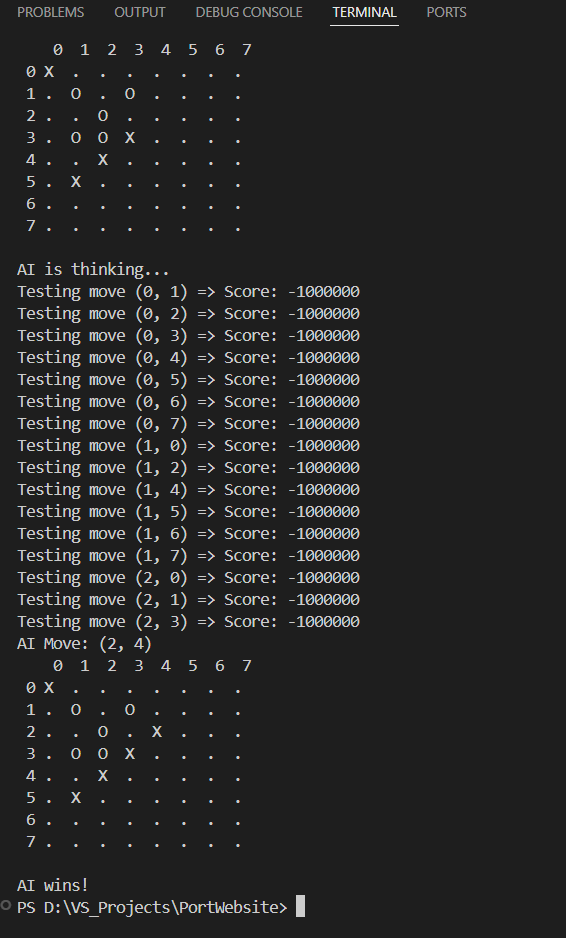 PROBLEMS OUTPUT DEBUG CONSOLE TERMINAL PORTS
0 1 2 3 4 5 6 7
0 X . . . . . . .
1 . O . O . . . .
2 . . O . . . . .
3 . O O X . . . .
4 . . X . . . . .
5 . X . . . . . .
6 . . . . . . . .
7 . . . . . . . .
AI is thinking...
Testing move (0, 1) => Score: -1000000
Testing move (0, 2) => Score: -1000000
Testing move (0, 3) => Score: -1000000
Testing move (0, 4) => Score: -1000000
Testing move (0, 5) => Score: -1000000
Testing move (0, 6) => Score: -1000000
Testing move (0, 7) => Score: -1000000
Testing move (1, 0) => Score: -1000000
Testing move (1, 2) => Score: -1000000
Testing move (1, 4) => Score: -1000000
Testing move (1, 5) => Score: -1000000
Testing move (1, 6) => Score: -1000000
Testing move (1, 7) => Score: -1000000
Testing move (2, 0) => Score: -1000000
Testing move (2, 1) => Score: -1000000
Testing move (2, 3) => Score: -1000000
AI Move: (2, 4)
0 1 2 3 4 5 6 7
0 X . . . . . . .
1 . O . O . . . .
2 . . O . X . . .
3 . O O X . . . .
4 . . X . . . . .
5 . X . . . . . .
6 . . . . . . . .
7 . . . . . . . .
AI wins!
PS D:\VS_Projects\PortWebsite>